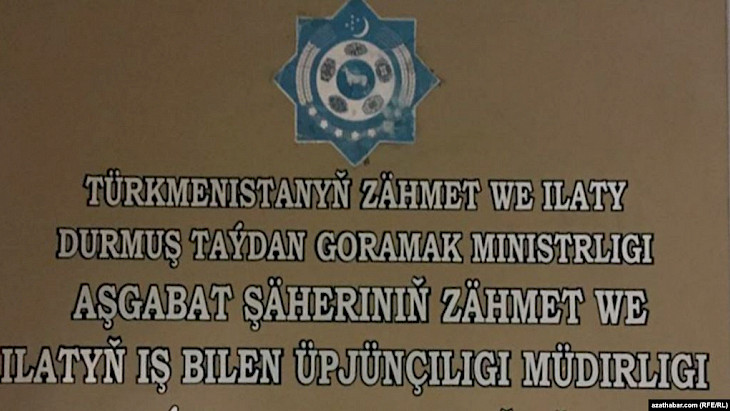 TÜRKMENISTANYŇ ZÄHMET WE ILATY
DURMUŞ TAÝDAN GORAMAK MINISTRLIGI
AŞGABAT ŞÄHERINIŇ ZÄHMET WE
ILATYŇ IŞ BILEN ÜPJÜNÇILIGI MÜDIRLIGI
azathabar.com (RFE/RL)